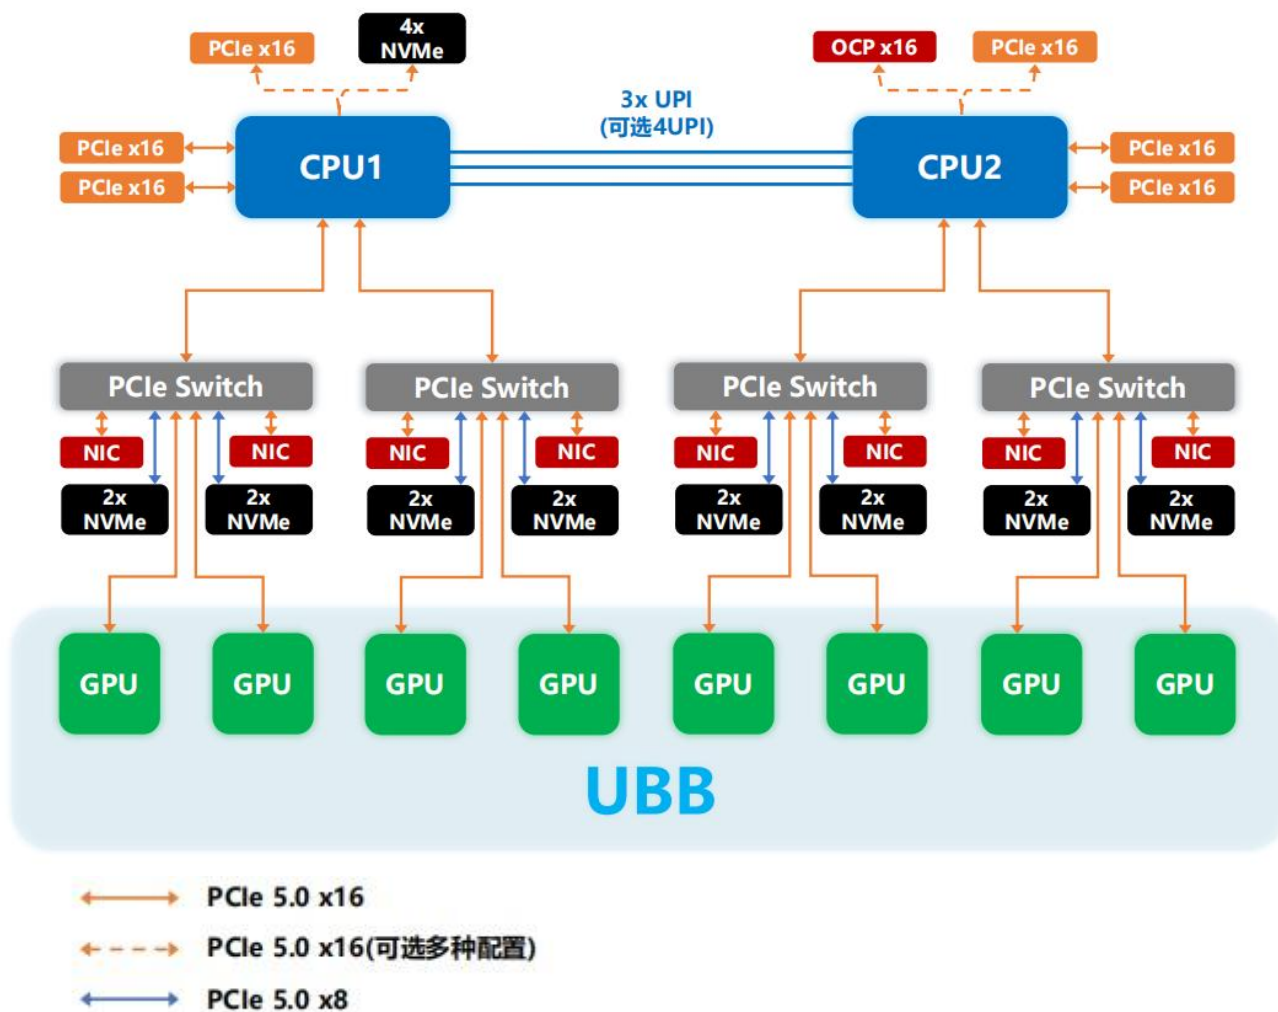 PCIe x16
4x
NVMe
OCP x16
PCIe x16
3x UPI
(可选4UPI)
PCIe x16
PCIe x16
CPU1
CPU2
PCIe x16
PCIe x16
PCIe Switch
PCIe Switch
PCIe Switch
PCIe Switch
NIC
NIC
NIC
NIC
NIC
NIC
NIC
NIC
2x
NVMe
2x
NVMe
2x
NVMe
2x
NVMe
2x
NVMe
2x
NVMe
2x
NVMe
2x
NVMe
GPU
GPU
GPU
GPU
GPU
GPU
GPU
GPU
UBB
PCIe 5.0 x16
PCIe 5.0 x16(可选多种配置)
PCIe 5.0 x8